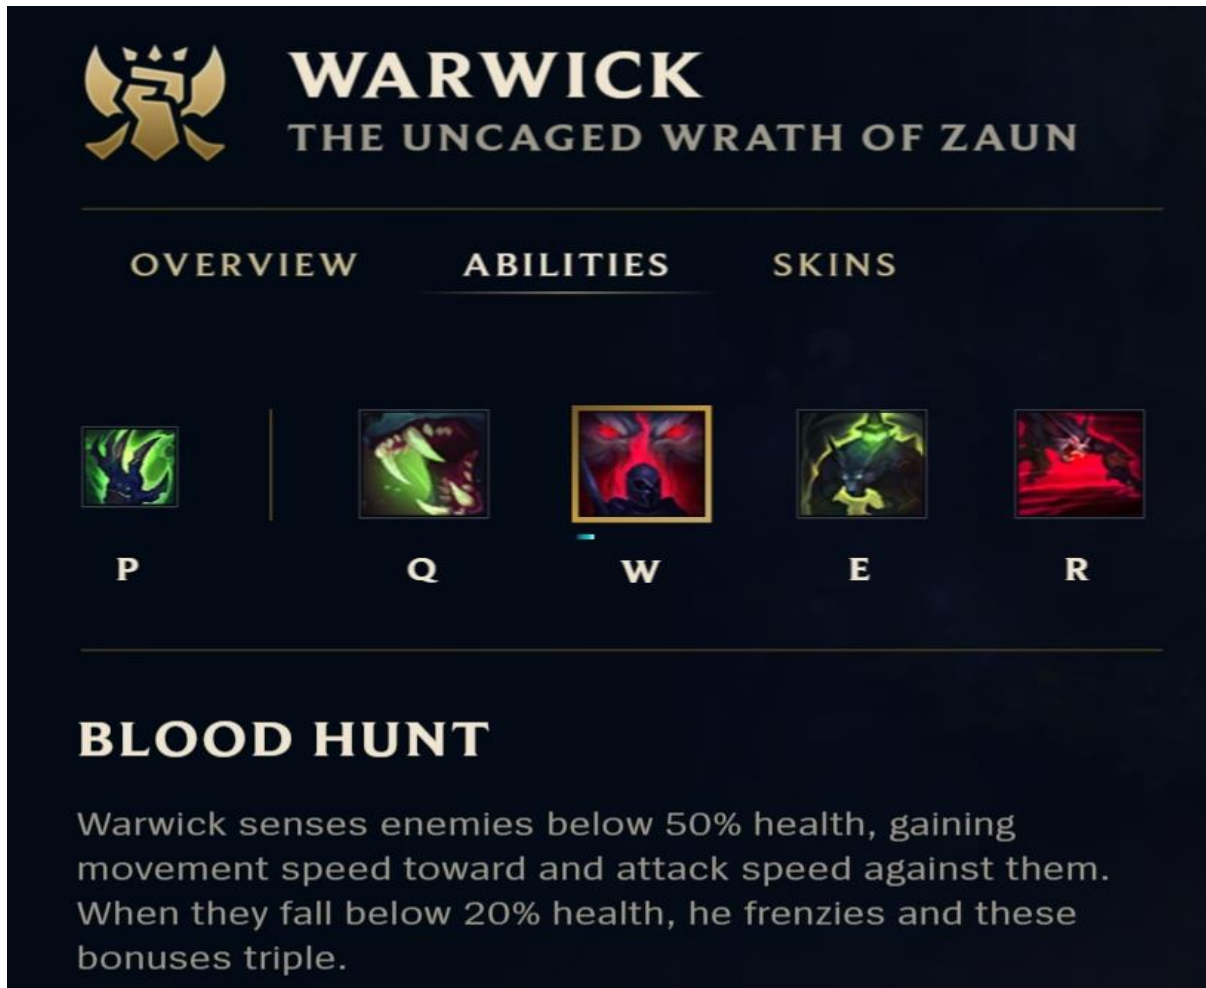 WARWICK
THE UNCAGED WRATH OF ZAUN
OVERVIEW ABILITIES SKINS
P Q W E R
BLOOD HUNT
Warwick senses enemies below 50% health, gaining
movement speed toward and attack speed against them.
When they fall below 20% health, he frenzies and these
bonuses triple.